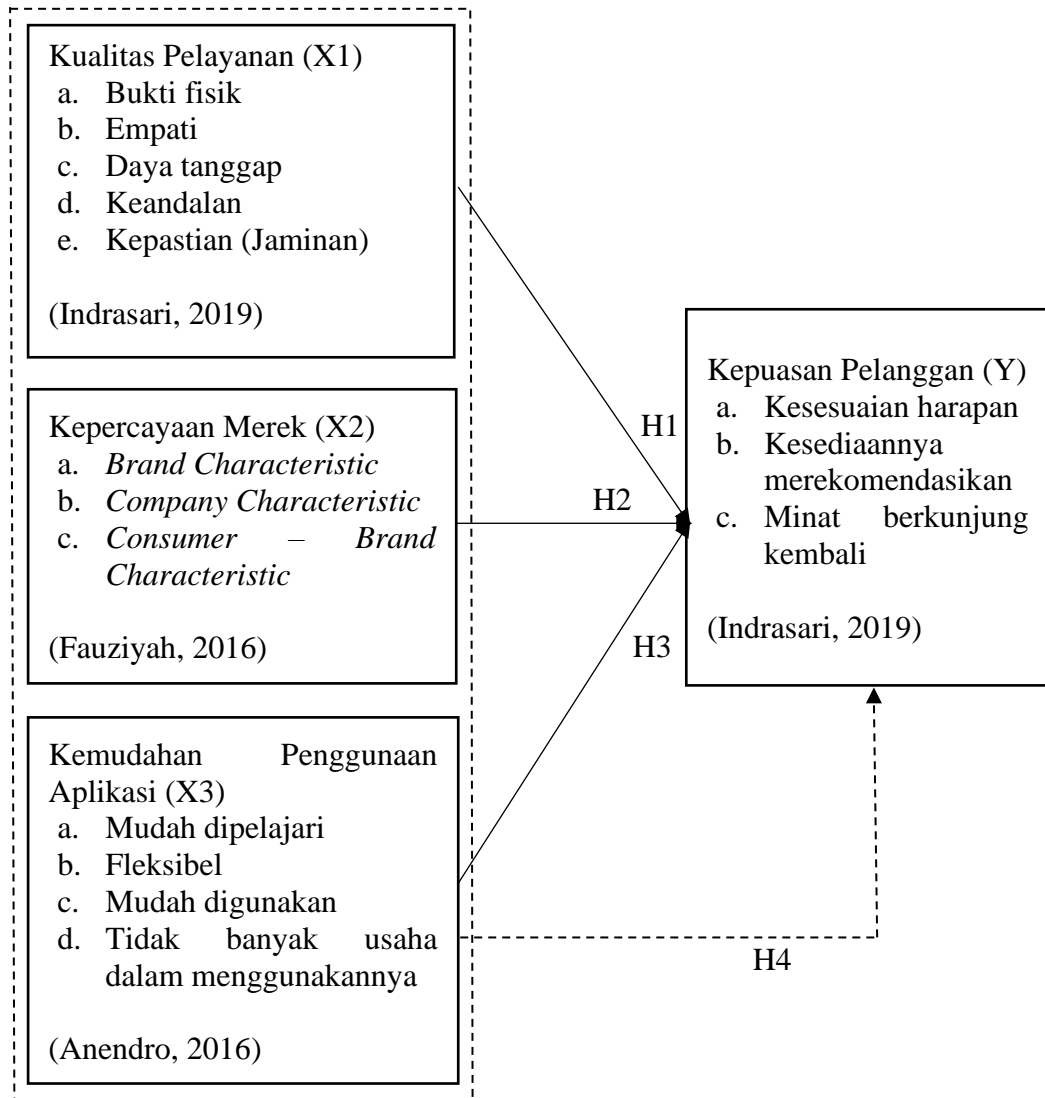 Kualitas Pelayanan (X1)
a. Bukti fisik
b. Empati
c. Daya tanggap
d. Keandalan
e. Kepastian (Jaminan)
(Indrasari, 2019)
Kepercayaan Merek (X2)
a. Brand Characteristic
b. Company Characteristic
c. Consumer – Brand
Characteristic
(Fauziyah, 2016)
Kemudahan Penggunaan
Aplikasi (X3)
a. Mudah dipelajari
b. Fleksibel
c. Mudah digunakan
d. Tidak banyak usaha
dalam menggunakannya
(Anendro, 2016)
H1
H2
H3
H4
Kepuasan Pelanggan (Y)
a. Kesesuaian harapan
b. Kesediaannya
merekomendasikan
c. Minat berkunjung
kembali
(Indrasari, 2019)